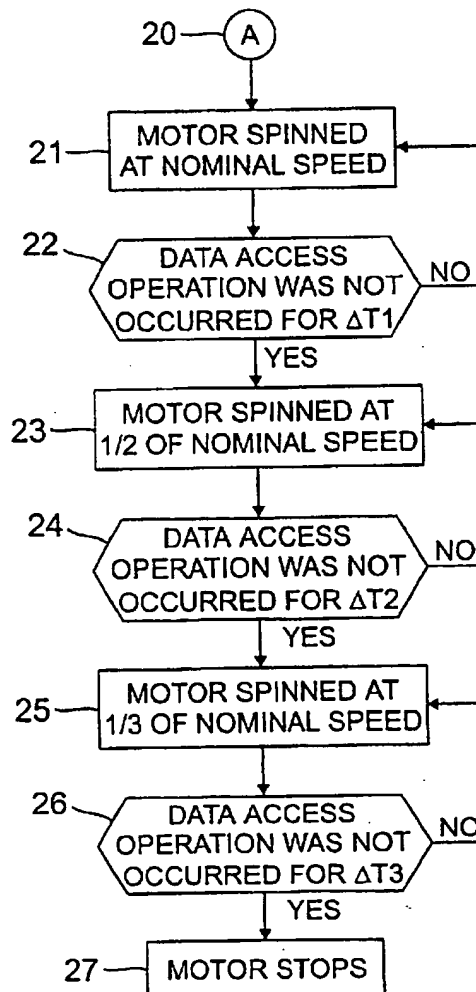 20
A
21
MOTOR SPINNED
AT NOMINAL SPEED
22
DATA ACCESS
OPERATION WAS NOT
OCCURRED FOR ΔT1
NO
YES
23
MOTOR SPINNED AT
1/2 OF NOMINAL SPEED
24
DATA ACCESS
OPERATION WAS NOT
OCCURRED FOR ΔT2
NO
YES
25
MOTOR SPINNED AT
1/3 OF NOMINAL SPEED
26
DATA ACCESS
OPERATION WAS NOT
OCCURRED FOR ΔT3
NO
YES
27
MOTOR STOPS